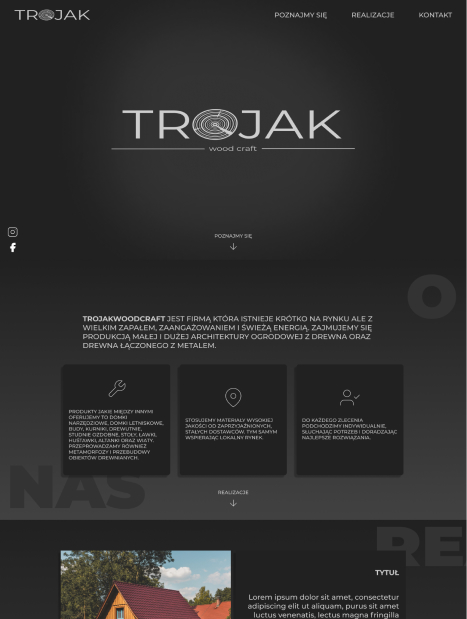 TROJAK
POZNAJMY SIĘ
REALIZACJE
KONTAKT
TROJAK
wood craft
POZNAJMY SIĘ
O
TROJAKWOODCRAFT JEST FIRMĄ KTÓRA ISTNIEJE KRÓTKO NA RYNKU ALE Z
WIELKIM ZAPAŁEM, ZAANGAŻOWANIEM I ŚWIEŻĄ ENERGIĄ. ZAJMUJEMY SIĘ
PRODUKCJĄ MAŁEJ I DUŻEJ ARCHITEKTURY OGRODOWEJ Z DREWNA ORAZ
DREWNA ŁĄCZONEGO Z METALEM.
PRODUKTY JAKIE MIĘDZY INNYMI
OFERUJEMY TO DOMKI
NARZĘDZIOWE, DOMKI LETNISKOWE,
BUDY, KURNIKI, DREWUTNIE,
STUDNIE OZDOBNE, STOŁY, ŁAWKI,
HUŚTAWKI, ALTANKI ORAZ WIATY.
PRZEPROWADZAMY RÓWNIEŻ
METAMORFOZY I PRZEBUDOWY
OBIEKTÓW DREWNIANYCH.
STOSUJEMY MATERIAŁY WYSOKIEJ
JAKOŚCI OD ZAPRZYJAŹNIONYCH,
STAŁYCH DOSTAWCÓW. TYM SAMYM
WSPIERAJĄC LOKALNY RYNEK.
DO KAŻDEGO ZLECENIA
PODCHODZIMY INDYWIDUALNIE,
SŁUCHAJĄC POTRZEB I DORADZAJĄC
NAJLEPSZE ROZWIĄZANIA.
NAS
REALIZACJE
RE
TYTUŁ
Lorem ipsum dolor sit amet, consectetur
adipiscing elit ut aliquam, purus sit amet
luctus venenatis, lectus magna fringilla